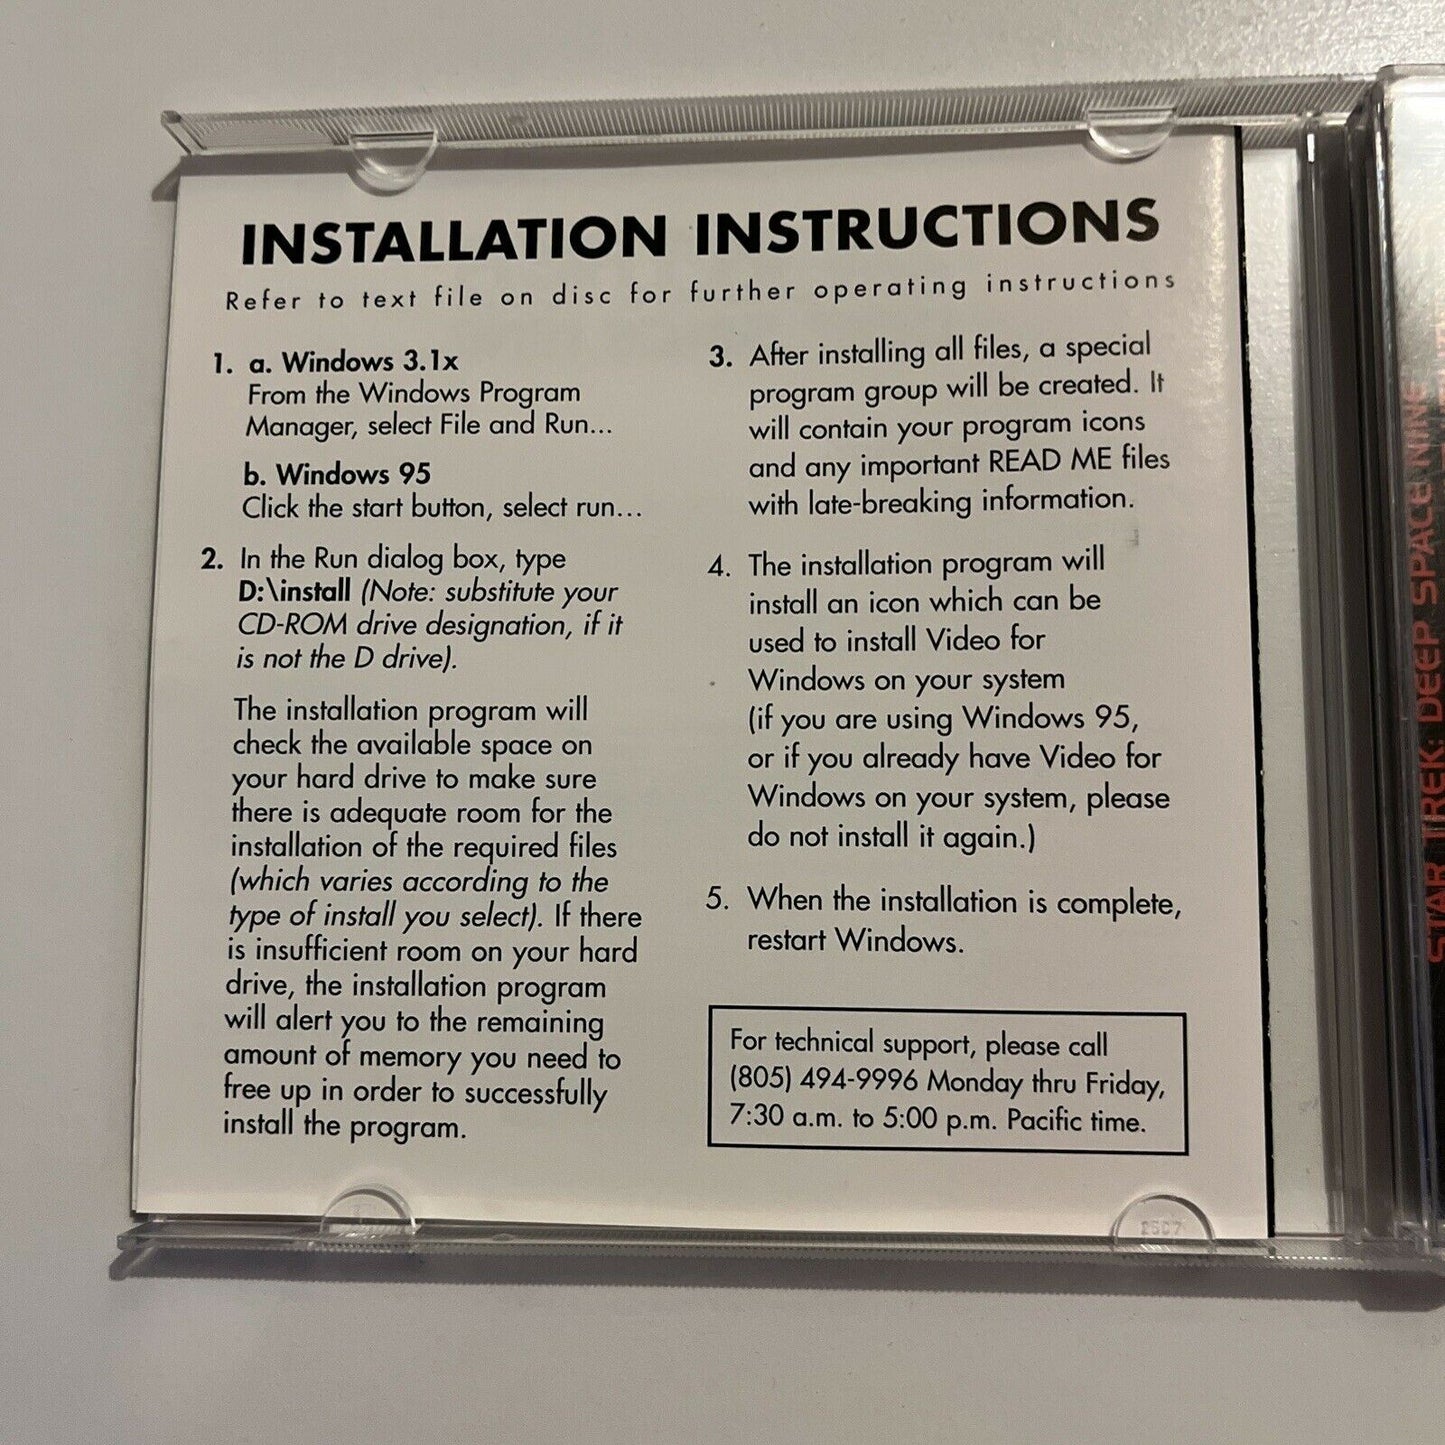 INSTALLATION INSTRUCTIONS
Refer to text file on disc for further operating instructions
1. a. Windows 3.1x
From the Windows Program
Manager, select File and Run...
b. Windows 95
Click the start button, select run...
2. In the Run dialog box, type
D:\install (Note: substitute your
CD-ROM drive designation, if it
is not the D drive).
The installation program will
check the available space on
your hard drive to make sure
there is adequate room for the
installation of the required files
(which varies according to the
type of install you select). If there
is insufficient room on your hard
drive, the installation program
will alert you to the remaining
amount of memory you need to
free up in order to successfully
install the program.
3. After installing all files, a special
program group will be created. It
will contain your program icons
and any important READ ME files
with late-breaking information.
4. The installation program will
install an icon which can be
used to install Video for
Windows on your system
(if you are using Windows 95,
or if you already have Video for
Windows on your system, please
do not install it again.)
5. When the installation is complete,
restart Windows.
For technical support, please call
(805) 494-9996 Monday thru Friday,
7:30 a.m. to 5:00 p.m. Pacific time.
STAR TREK: DEEP SPACE NINE